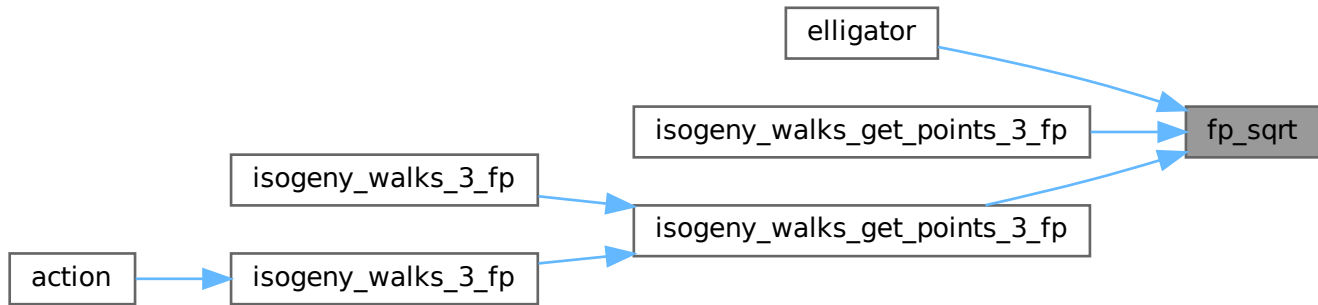 elligator
isogeny_walks_get_points_3_fp
fp_sqrt
isogeny_walks_3_fp
isogeny_walks_get_points_3_fp
action
isogeny_walks_3_fp